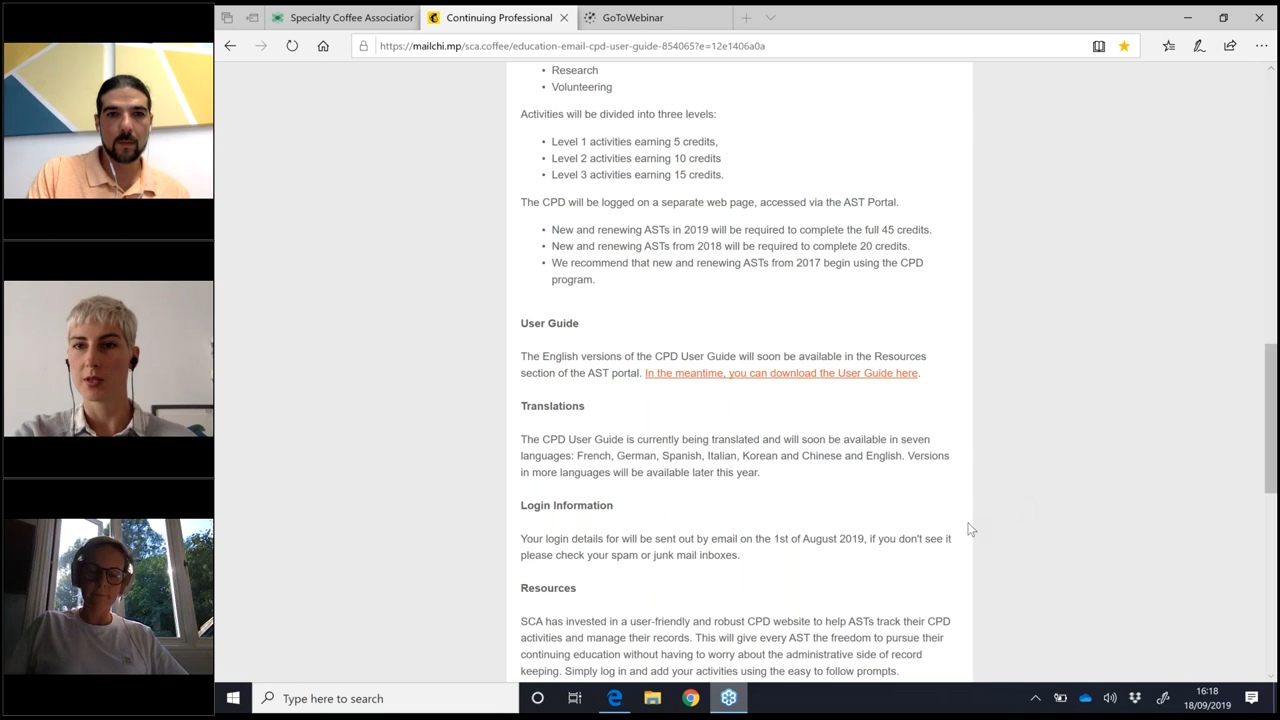 Specialty Coffee Associatior
Continuing Professional
GoToWebinar
https://mailchi.mp/sca.coffee/education-email-cpd-user-guide-854065?e=12e1406a0a
• Research
• Volunteering
Activities will be divided into three levels:
• Level 1 activities earning 5 credits,
• Level 2 activities earning 10 credits
• Level 3 activities earning 15 credits.
The CPD will be logged on a separate web page, accessed via the AST Portal.
• New and renewing ASTs in 2019 will be required to complete the full 45 credits.
• New and renewing ASTs from 2018 will be required to complete 20 credits.
• We recommend that new and renewing ASTs from 2017 begin using the CPD
program.
User Guide
The English versions of the CPD User Guide will soon be available in the Resources
section of the AST portal. In the meantime, you can download the User Guide here.
Translations
The CPD User Guide is currently being translated and will soon be available in seven
languages: French, German, Spanish, Italian, Korean and Chinese and English. Versions
in more languages will be available later this year.
Login Information
Your login details for will be sent out by email on the 1st of August 2019, if you don't see it
please check your spam or junk mail inboxes.
Resources
SCA has invested in a user-friendly and robust CPD website to help ASTs track their CPD
activities and manage their records. This will give every AST the freedom to pursue their
continuing education without having to worry about the administrative side of record
keeping. Simply log in and add your activities using the easy to follow prompts.
Type here to search
16:18
18/09/2019